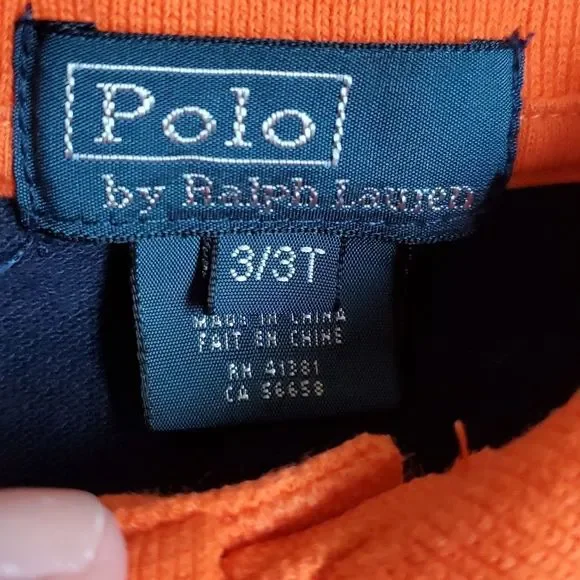 Polo
by Ralph Lauren
3/3T
MADE IN CHINA
FAIT EN CHINE
RN 41381
CA 56658